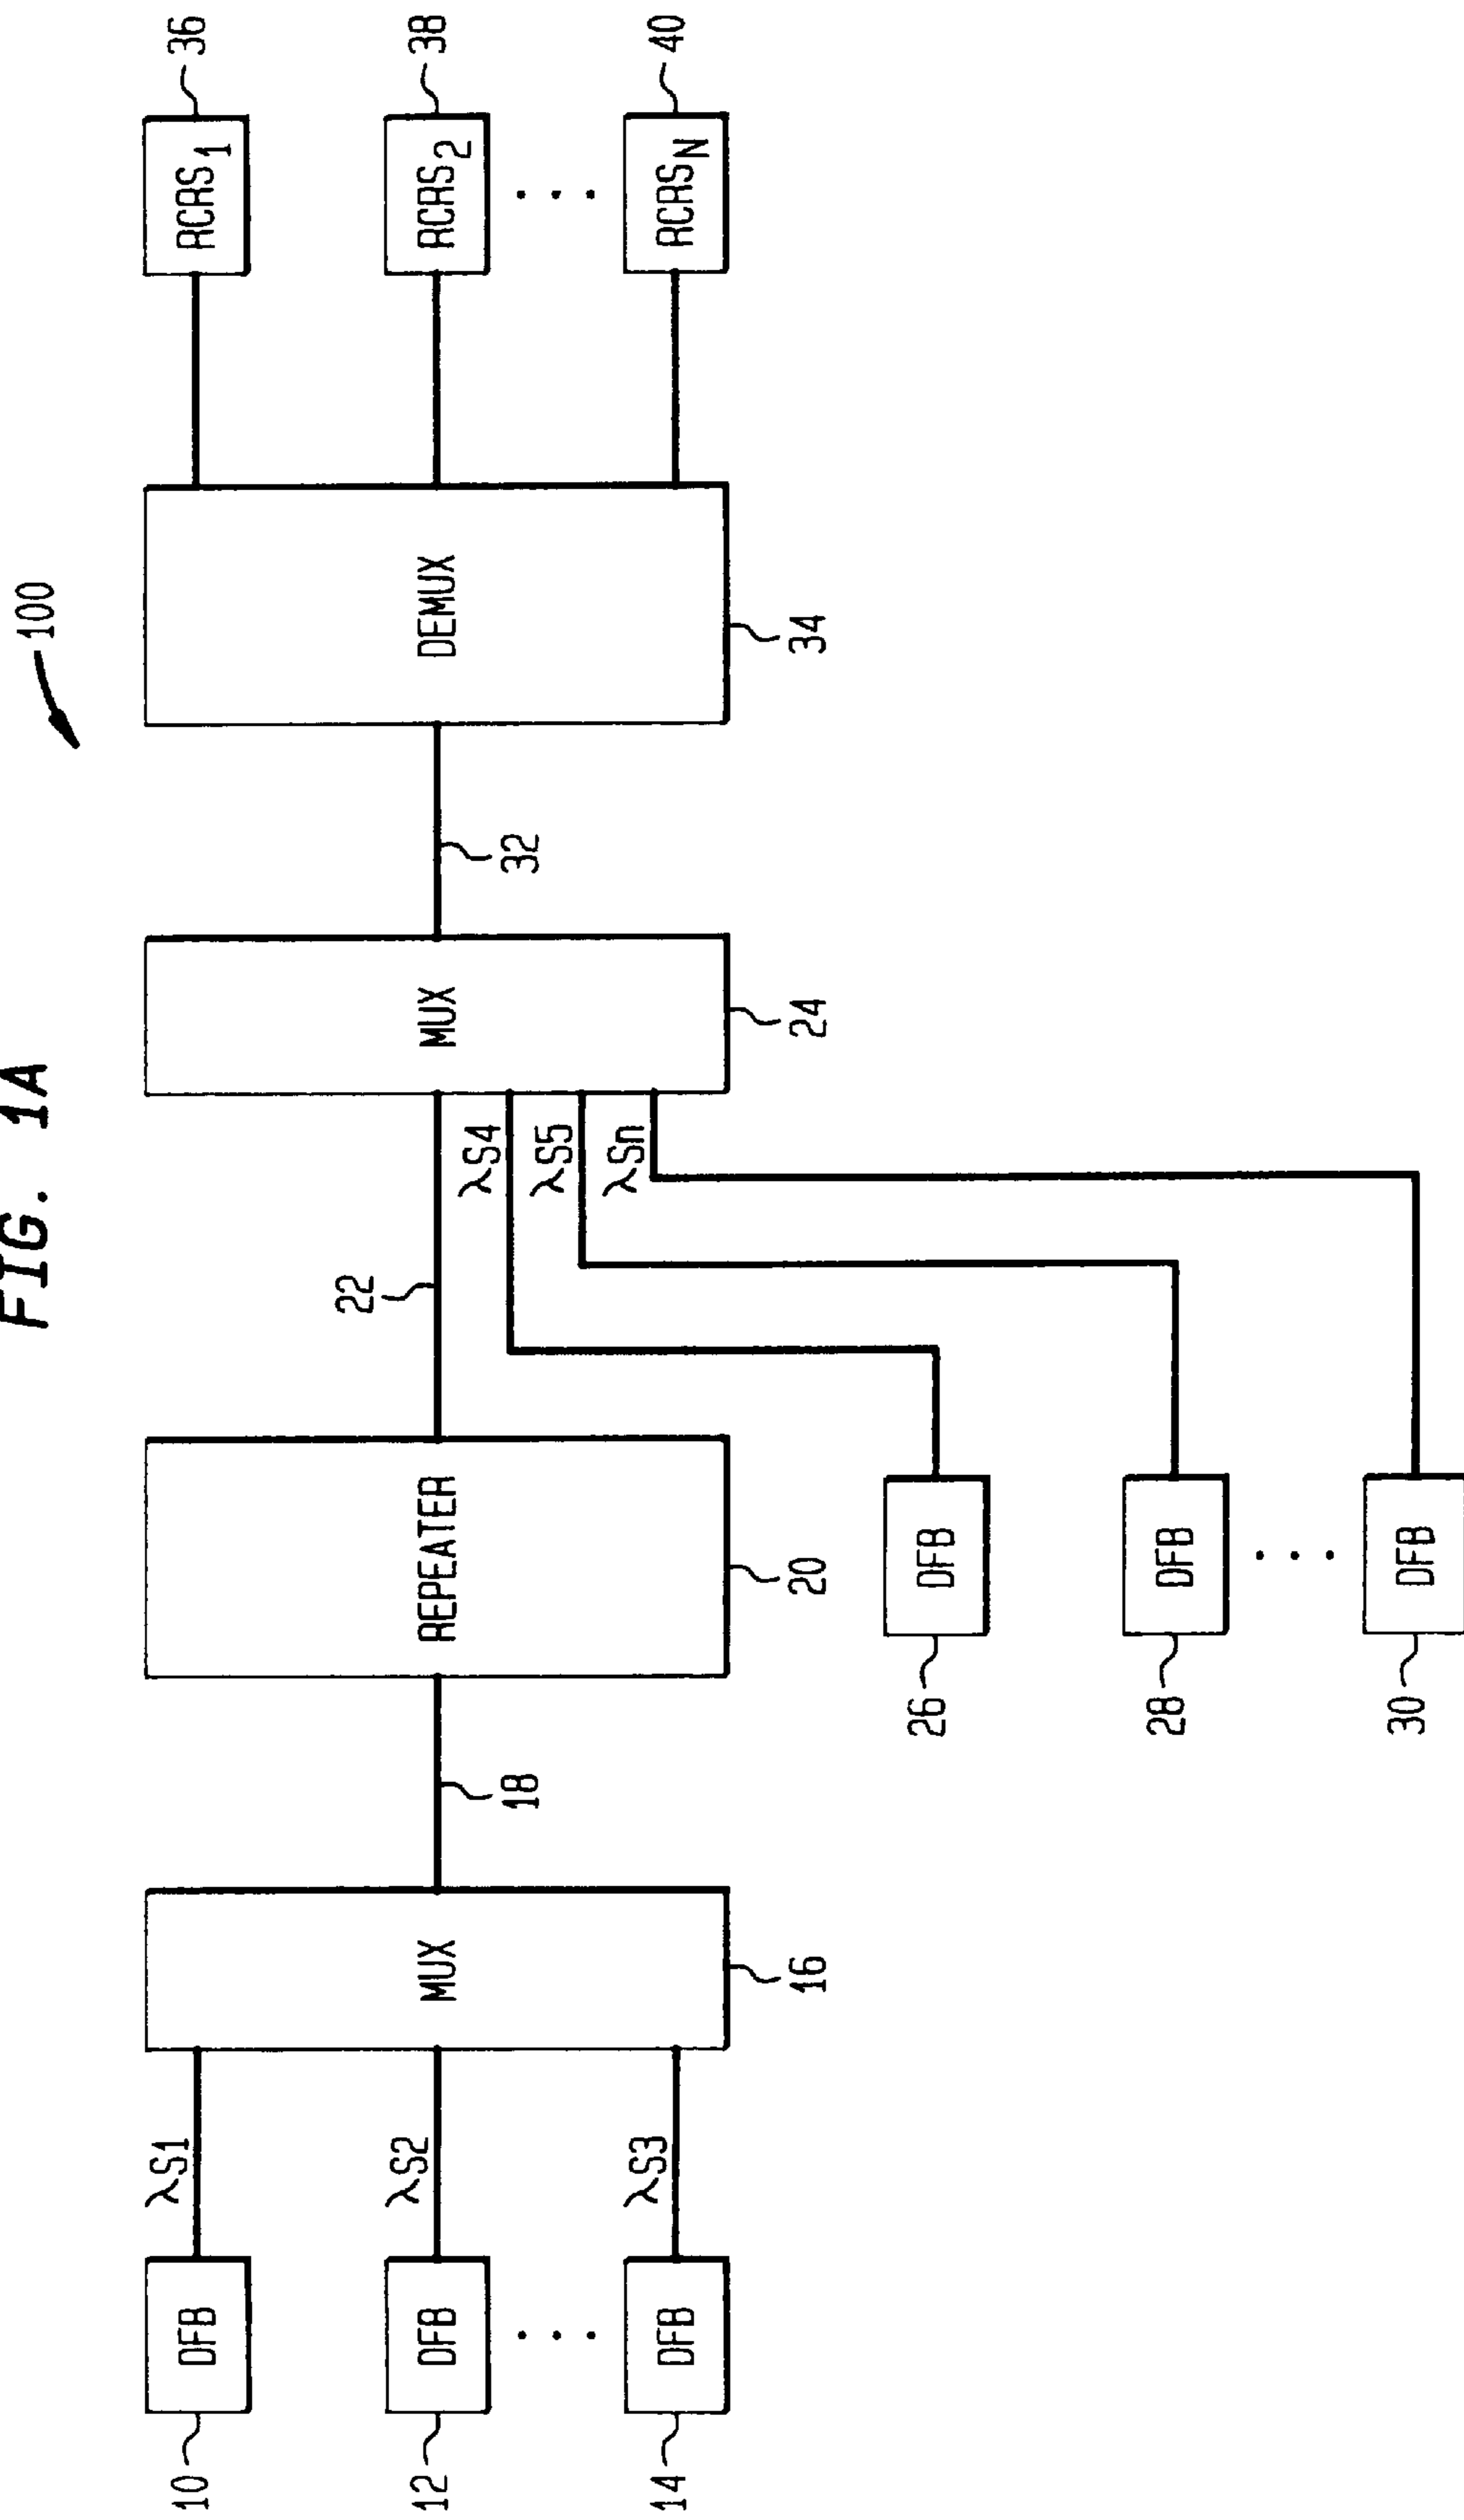 FIG. 1A
100
10
DFB
λS1
12
DFB
λS2
. . .
14
DFB
λS3
MUX
16
18
REPEATER
20
22
26
DFB
λS4
28
DFB
λS5
. . .
30
DFB
λSn
MUX
24
32
DEMUX
34
RCRS1
36
RCRS2
38
. . .
RCRSN
40